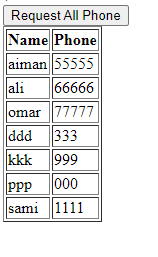 Request All Phone
Name Phone
aiman 55555
ali 66666
omar 77777
ddd 333
kkk 999
ppp 000
sami 1111